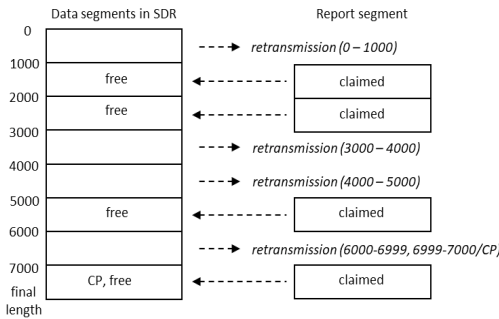 Data segments in SDR Report segment
0
retransmission (0 – 1000)
1000
free claimed
2000
free claimed
3000
retransmission (3000 – 4000)
4000
retransmission (4000 – 5000)
5000
free claimed
6000
retransmission (6000-6999, 6999-7000/CP)
7000
CP, free claimed
final
length